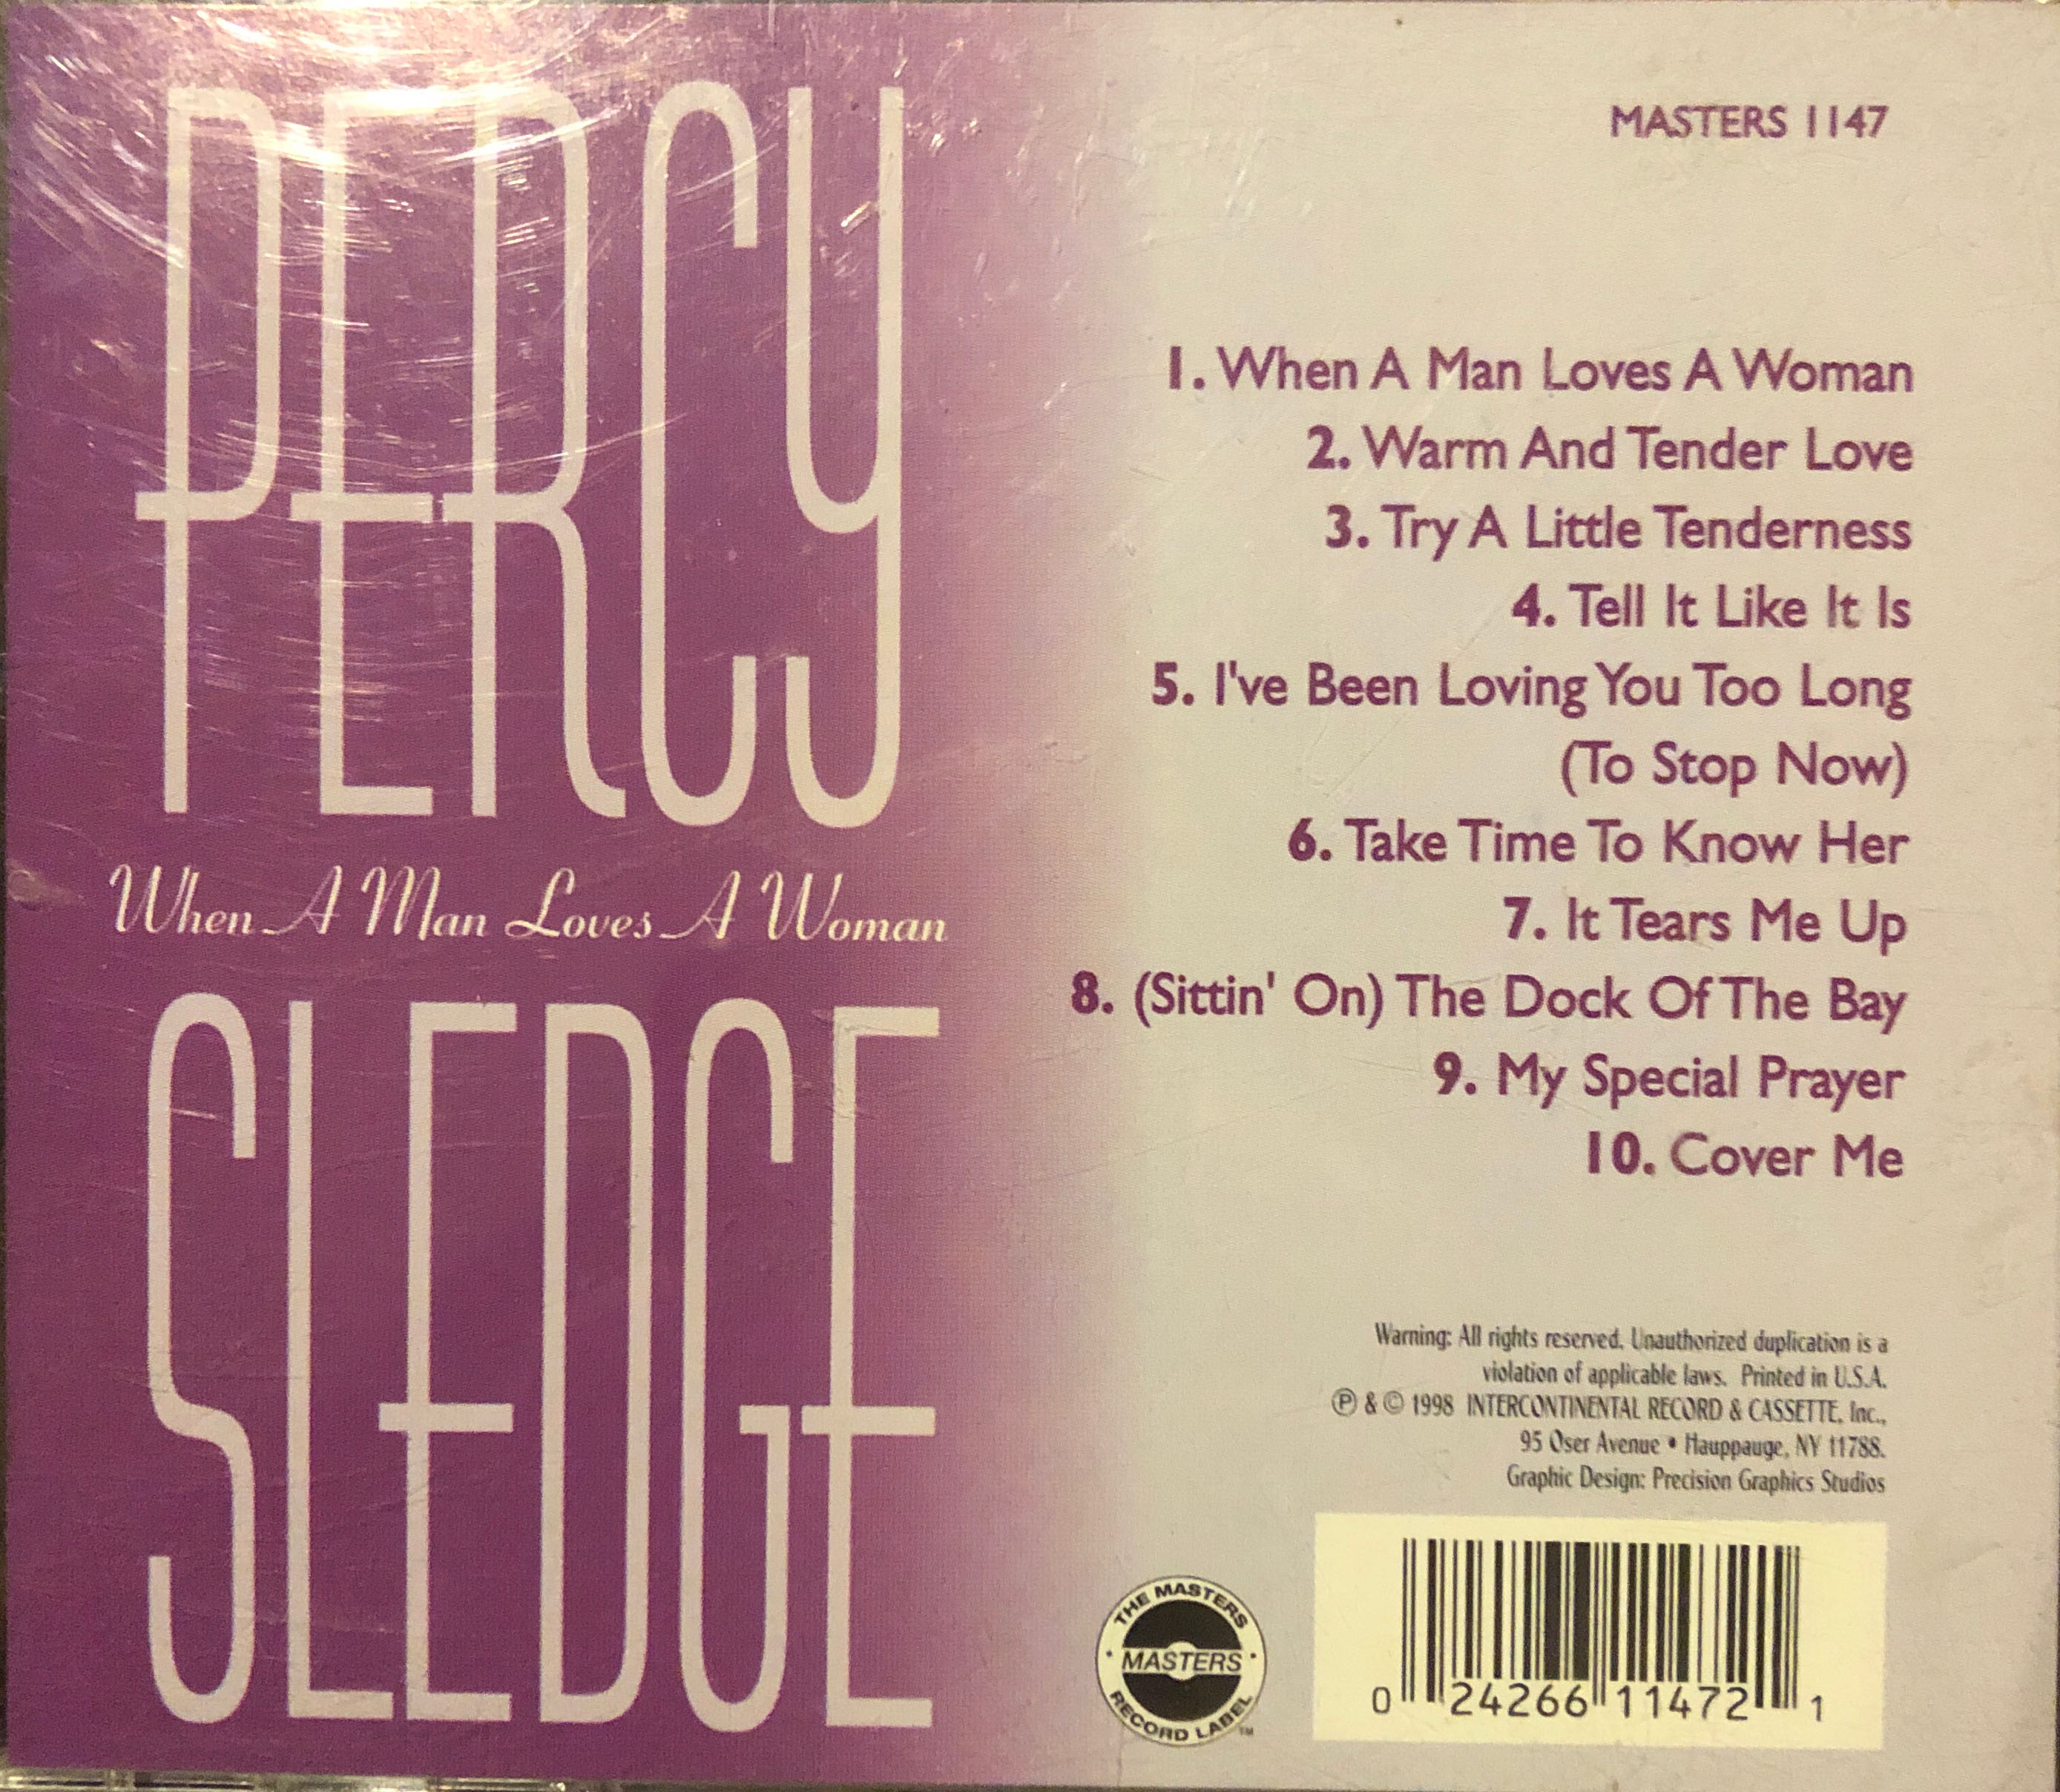 PERCY
When A Man Loves A Woman
SLEDGE
MASTERS 1147
1. When A Man Loves A Woman
2. Warm And Tender Love
3. Try A Little Tenderness
4. Tell It Like It Is
5. I've Been Loving You Too Long
(To Stop Now)
6. Take Time To Know Her
7. It Tears Me Up
8. (Sittin' On) The Dock Of The Bay
9. My Special Prayer
10. Cover Me
Warning: All rights reserved. Unauthorized duplication is a
violation of applicable laws. Printed in U.S.A.
℗ & © 1998 INTERCONTINENTAL RECORD & CASSETTE, Inc.,
95 Oser Avenue • Hauppauge, NY 11788.
Graphic Design: Precision Graphics Studios
THE MASTERS
MASTERS
RECORD LABEL™
0 24266 11472 1